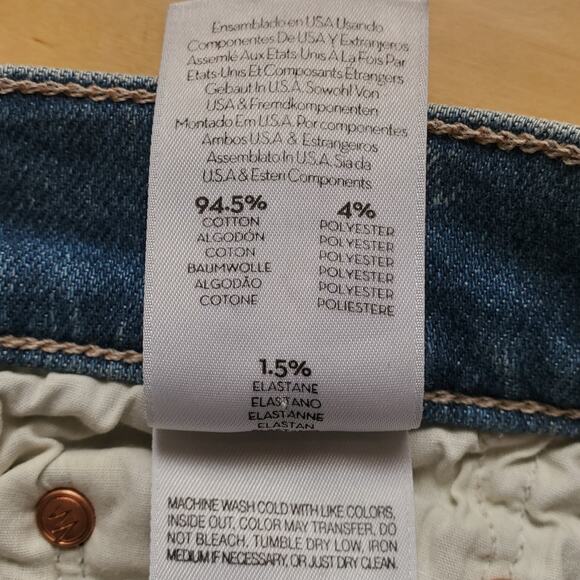 Ensamblado en USA Usando
Componentes De USA Y Extranjeros
Assemlé Aux Etats-Unis À La Fois Par
Etats-Unis Et Composants Etrangers
Gebaut In U.S.A. Sowohl Von
USA & Fremdkomponenten
Montado Em U.S.A. Por componentes
Ambos U.S.A & Estrangeiros
Assemblato In U.S.A. Sia da
U.S.A & Esteri Components
94.5%
COTTON
ALGODÓN
COTON
BAUMWOLLE
ALGODÃO
COTONE
4%
POLYESTER
POLYESTER
POLYESTER
POLYESTER
POLYESTER
POLIESTERE
1.5%
ELASTANE
ELASTANO
ELASTANNE
ELASTAN
MACHINE WASH COLD WITH LIKE COLORS,
INSIDE OUT. COLOR MAY TRANSFER, DO
NOT BLEACH. TUMBLE DRY LOW, IRON
MEDIUM IF NECESSARY, OR JUST DRY CLEAN.